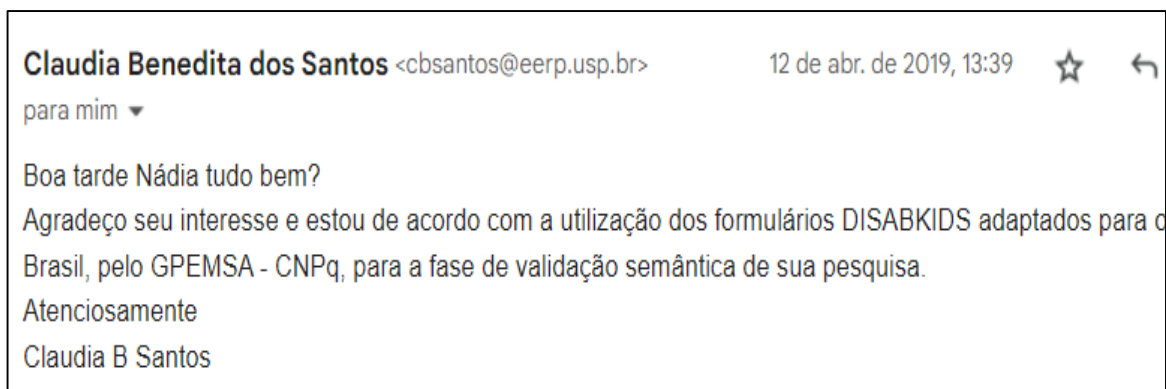 Claudia Benedita dos Santos <cbsantos@eerp.usp.br> 12 de abr. de 2019, 13:39
para mim
Boa tarde Nádia tudo bem?
Agradeço seu interesse e estou de acordo com a utilização dos formulários DISABKIDS adaptados para o
Brasil, pelo GPEMSA - CNPq, para a fase de validação semântica de sua pesquisa.
Atenciosamente
Claudia B Santos